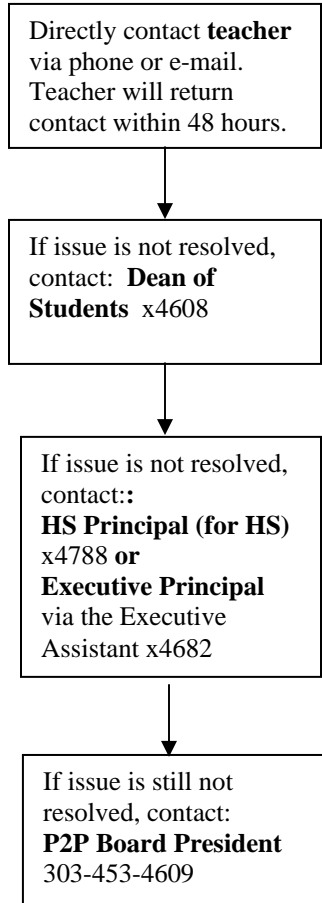 Directly contact teacher
via phone or e-mail.
Teacher will return
contact within 48 hours.
If issue is not resolved,
contact: Dean of
Students x4608
If issue is not resolved,
contact::
HS Principal (for HS)
x4788 or
Executive Principal
via the Executive
Assistant x4682
If issue is still not
resolved, contact:
P2P Board President
303-453-4609